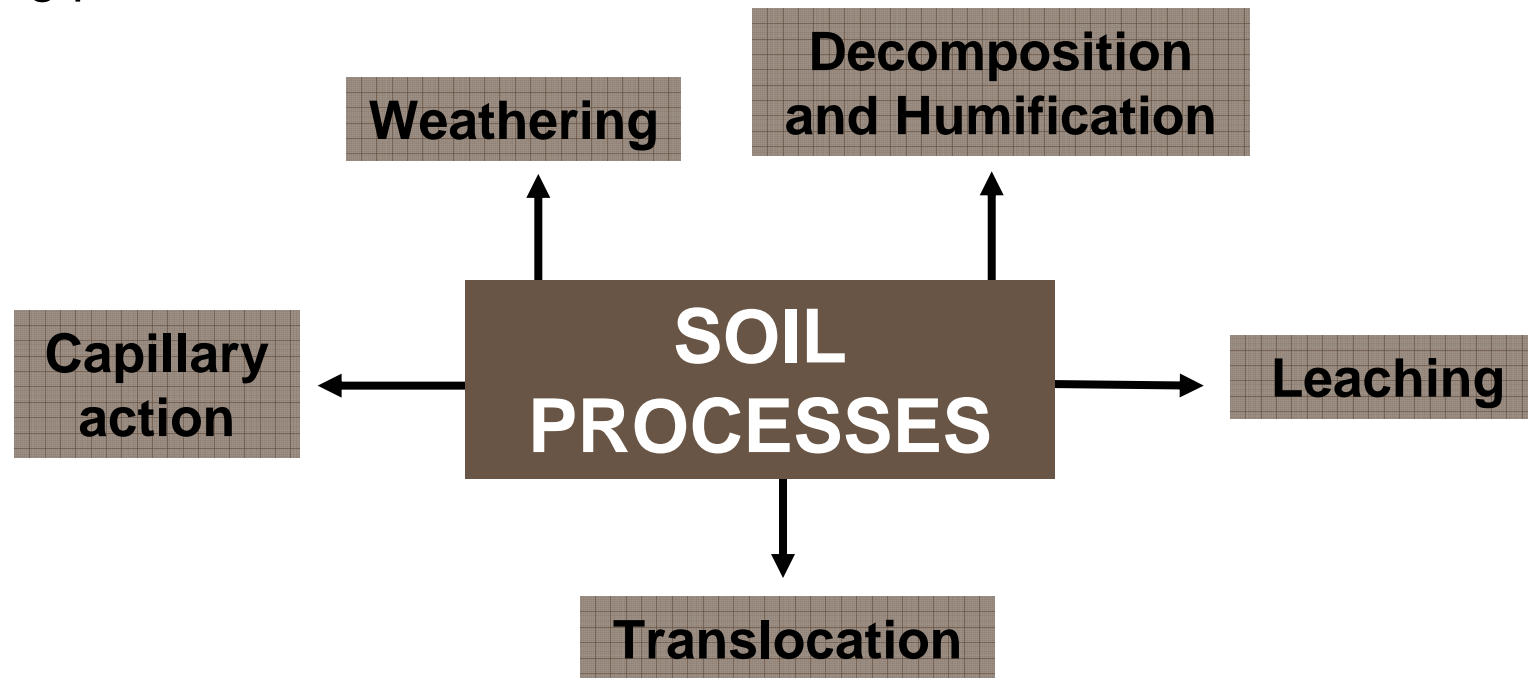 Decomposition
and Humification
Weathering
SOIL
PROCESSES
Capillary
action
Leaching
Translocation